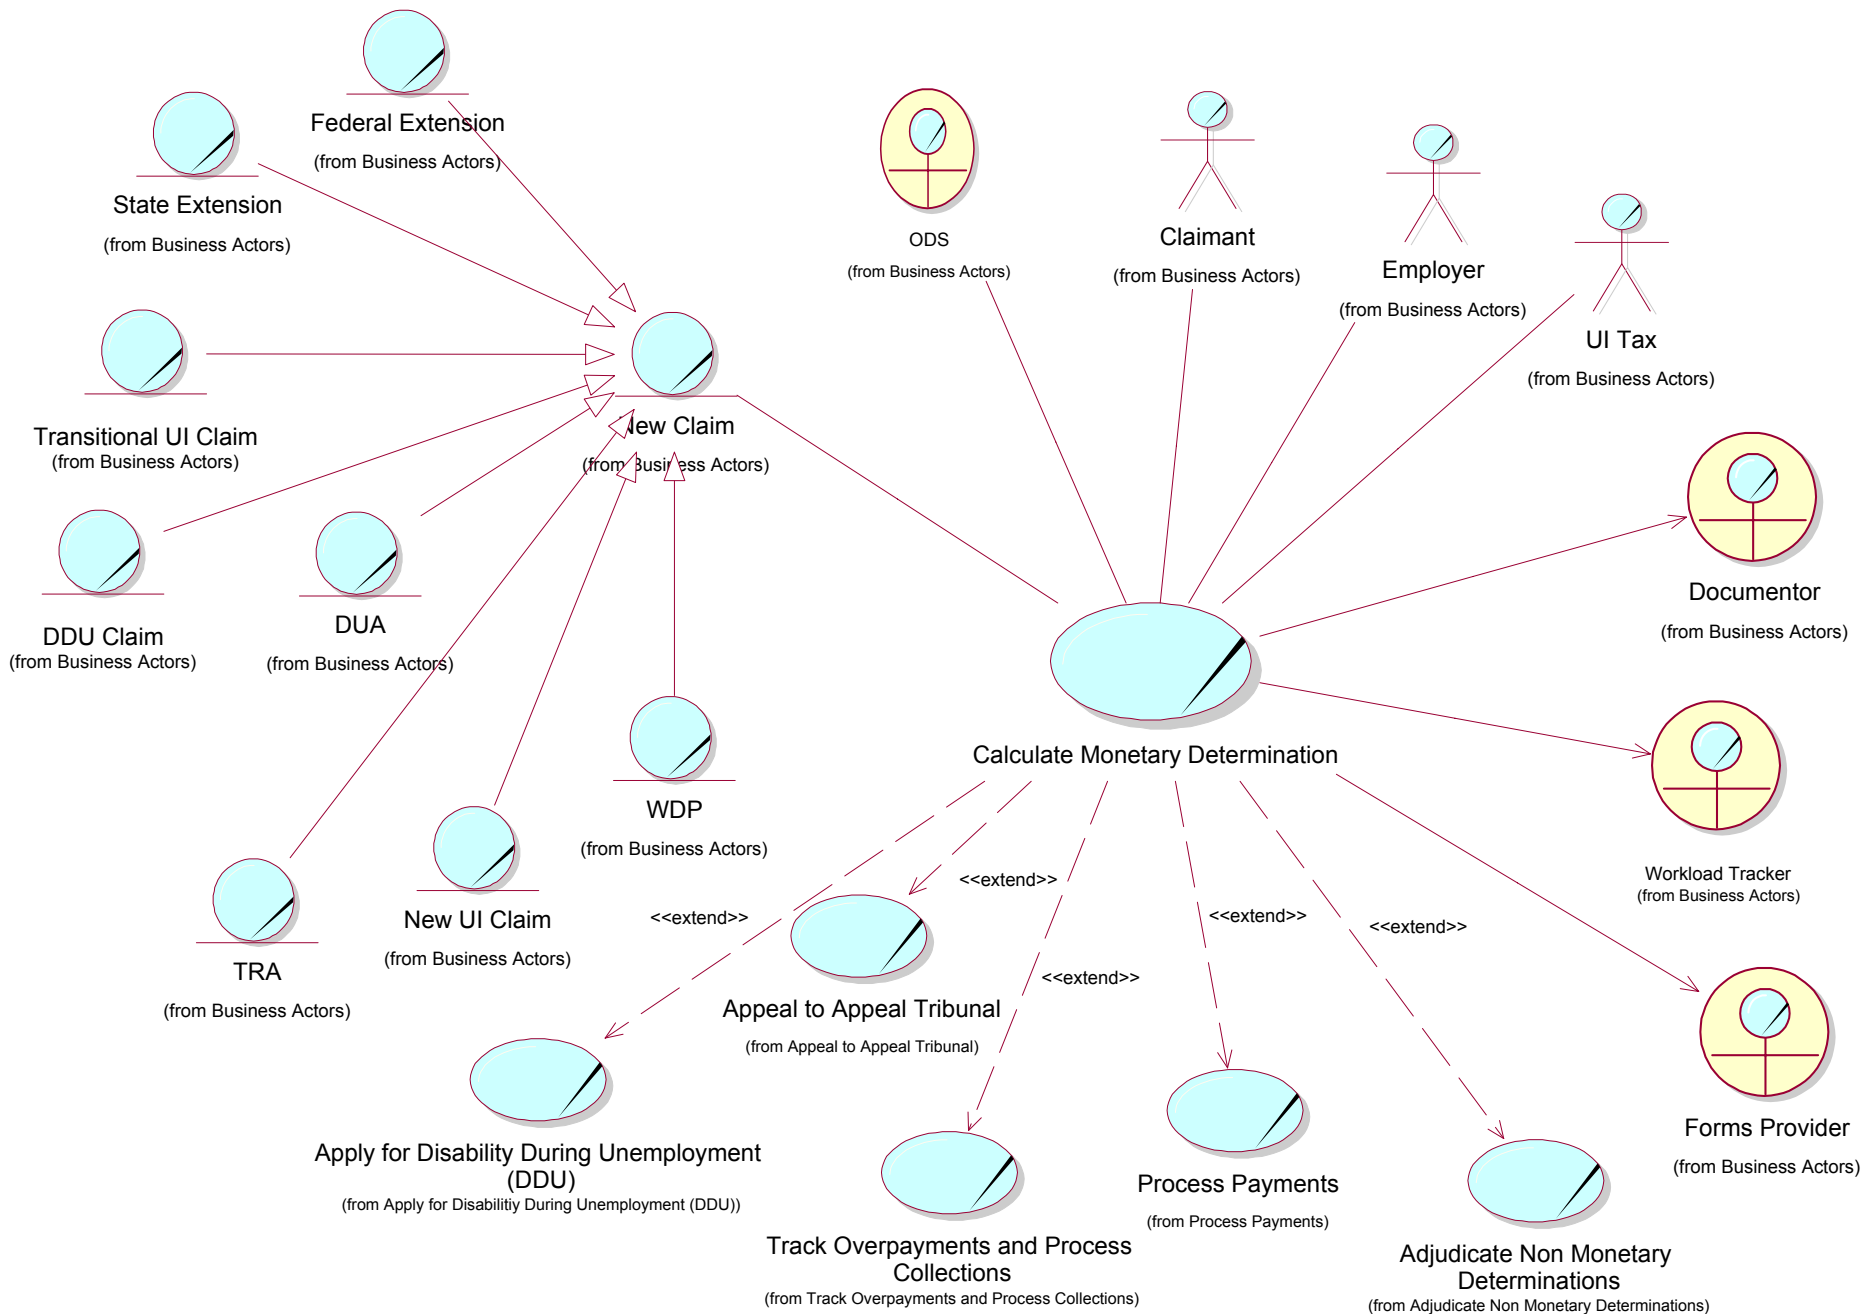 Federal Extension
(from Business Actors)
State Extension
(from Business Actors)
ODS
(from Business Actors)
Claimant
(from Business Actors)
Employer
(from Business Actors)
UI Tax
(from Business Actors)
Transitional UI Claim
(from Business Actors)
New Claim
(from Business Actors)
DDU Claim
(from Business Actors)
DUA
(from Business Actors)
Documentor
(from Business Actors)
Calculate Monetary Determination
WDP
(from Business Actors)
Workload Tracker
(from Business Actors)
New UI Claim
(from Business Actors)
TRA
(from Business Actors)
<<extend>>
<<extend>>
<<extend>>
<<extend>>
<<extend>>
Appeal to Appeal Tribunal
(from Appeal to Appeal Tribunal)
Forms Provider
(from Business Actors)
Apply for Disability During Unemployment
(DDU)
(from Apply for Disabilitiy During Unemployment (DDU))
Process Payments
(from Process Payments)
Track Overpayments and Process
Collections
(from Track Overpayments and Process Collections)
Adjudicate Non Monetary
Determinations
(from Adjudicate Non Monetary Determinations)